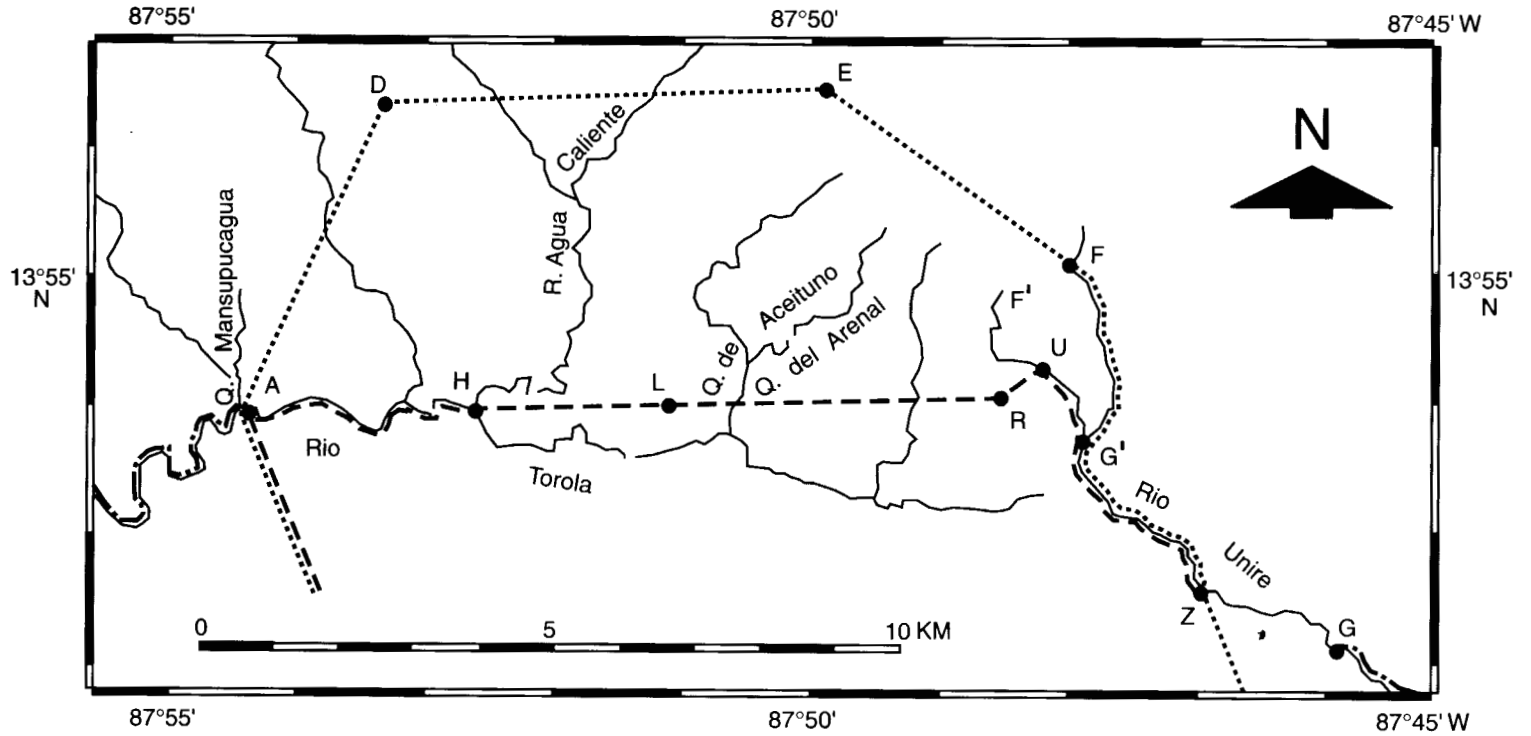 87°55'
87°50'
87°45' W
D
E
N
Caliente
Mansupucagua
R. Agua
13°55'
N
F
13°55'
N
Aceituno
F'
Q. de
Q. del Arenal
U
Q.
A
H
L
R
Rio
G'
Torola
Rio
Unire
Z
G
0
5
10 KM
87°55'
87°50'
87°45' W